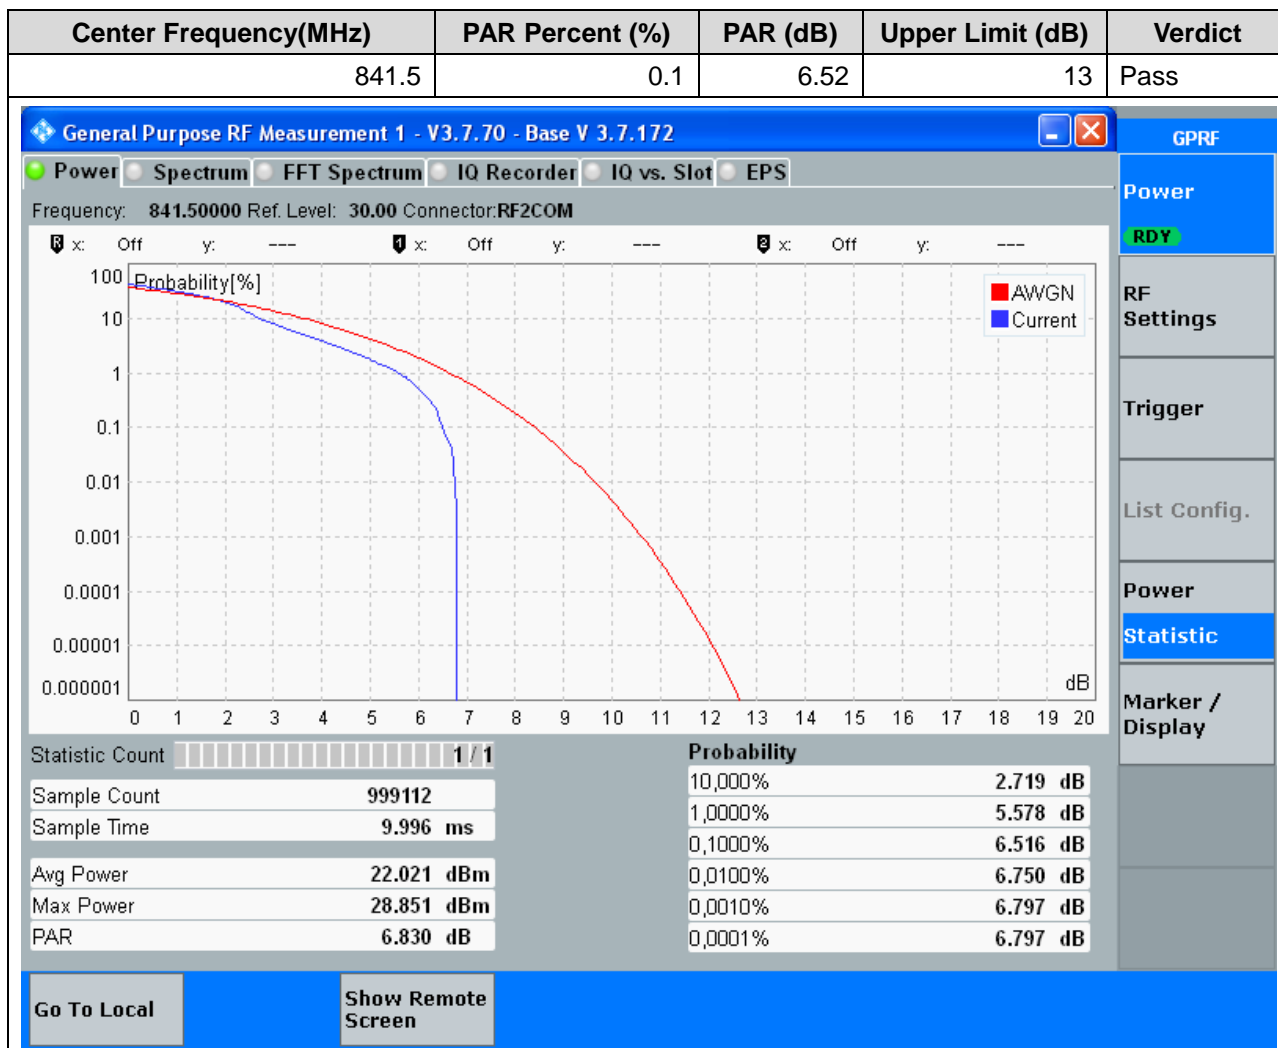 Center Frequency(MHz) PAR Percent (%) PAR (dB) Upper Limit (dB) Verdict
841.5 0.1 6.52 13 Pass
General Purpose RF Measurement 1 - V3.7.70 - Base V 3.7.172
GPRF
Power Spectrum FFT Spectrum IQ Recorder IQ vs. Slot EPS
Power
RDY
Frequency: 841.50000 Ref. Level: 30.00 Connector:RF2COM
R x: Off y: --- 1 x: Off y: --- 2 x: Off y: ---
Probability[%]
AWGN
Current
100
10
1
0.1
0.01
0.001
0.0001
0.00001
0.000001
dB
0 1 2 3 4 5 6 7 8 9 10 11 12 13 14 15 16 17 18 19 20
RF
Settings
Trigger
List Config.
Power
Statistic
Marker /
Display
Statistic Count 1 / 1
Sample Count 999112
Sample Time 9.996 ms
Avg Power 22.021 dBm
Max Power 28.851 dBm
PAR 6.830 dB
Probability
10,000% 2.719 dB
1,0000% 5.578 dB
0,1000% 6.516 dB
0,0100% 6.750 dB
0,0010% 6.797 dB
0,0001% 6.797 dB
Go To Local
Show Remote
Screen